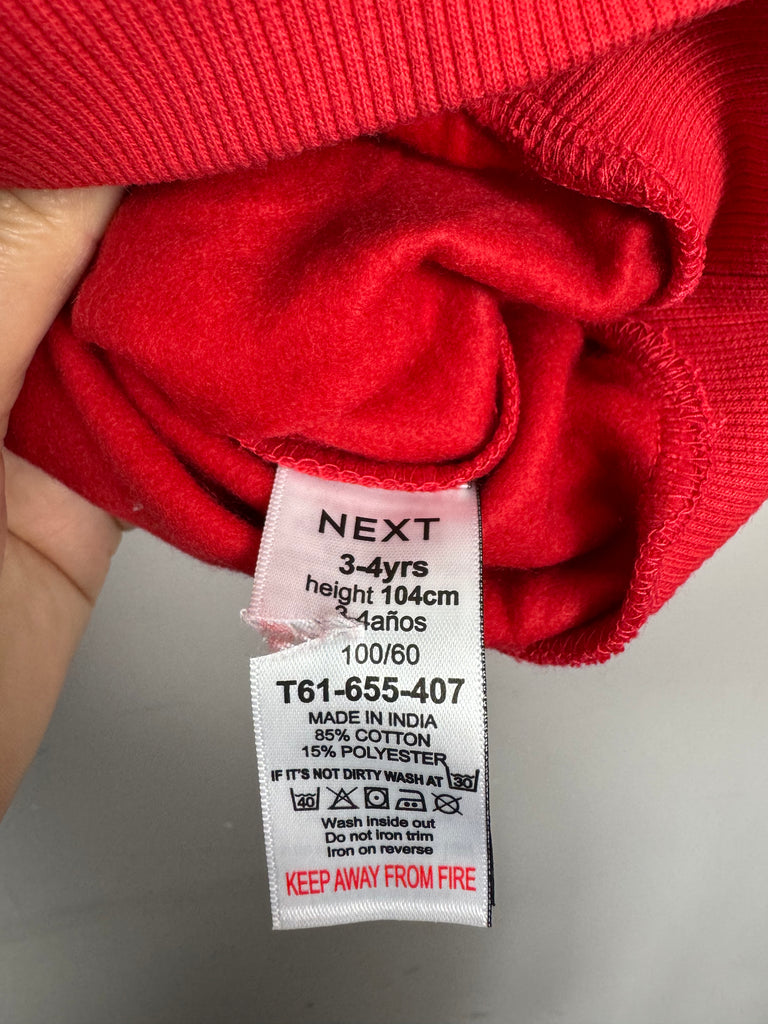 NEXT
3-4yrs
height 104cm
3-4años
100/60
T61-655-407
MADE IN INDIA
85% COTTON
15% POLYESTER
IF IT'S NOT DIRTY WASH AT 30
40
Wash inside out
Do not iron trim
Iron on reverse
KEEP AWAY FROM FIRE